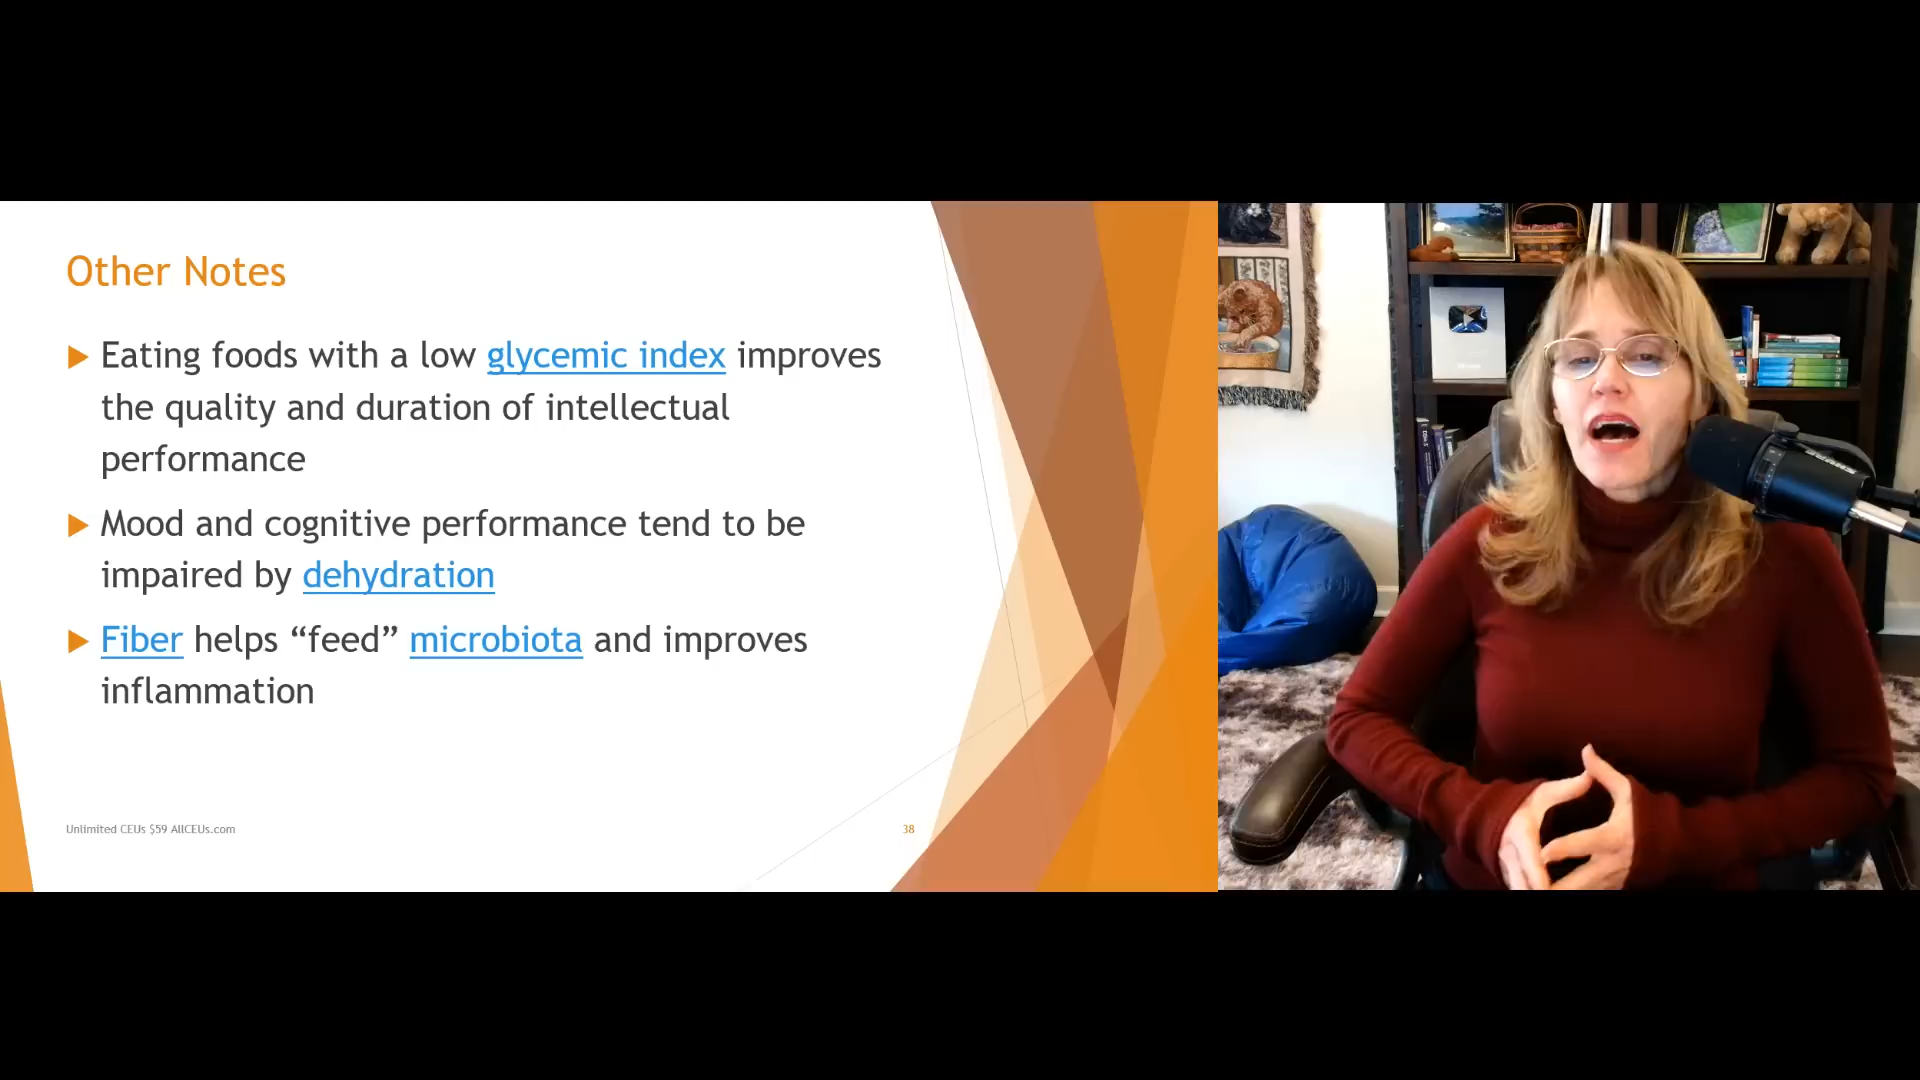 Other Notes
Eating foods with a low glycemic index improves
the quality and duration of intellectual
performance
Mood and cognitive performance tend to be
impaired by dehydration
Fiber helps “feed” microbiota and improves
inflammation
Unlimited CEUs $59 AllCEUs.com
38